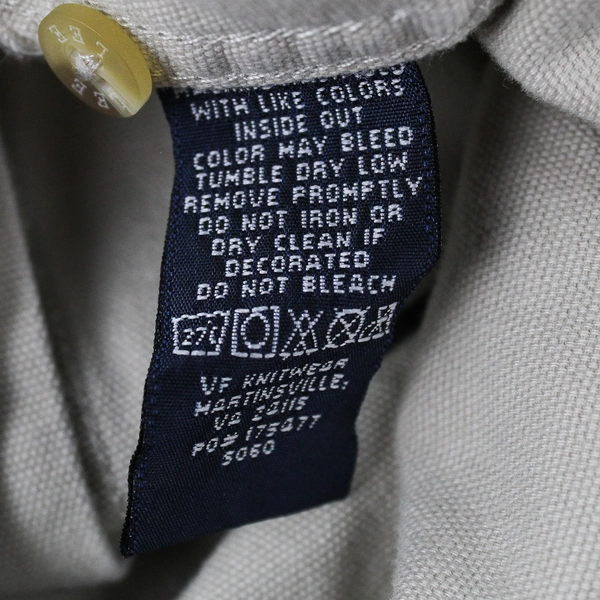 WITH LIKE COLORS
INSIDE OUT
COLOR MAY BLEED
TUMBLE DRY LOW
REMOVE PROMPTLY
DO NOT IRON OR
DRY CLEAN IF
DECORATED
DO NOT BLEACH
VF KNITWEAR
MARTINSVILLE,
VA 24115
PO# 175477
5060